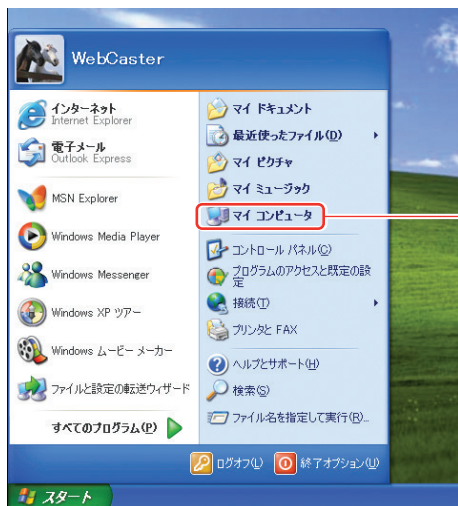 WebCaster
インターネット
Internet Explorer
電子メール
Outlook Express
MSN Explorer
Windows Media Player
Windows Messenger
Windows XP ツアー
Windows ムービー メーカー
ファイルと設定の転送ウィザード
すべてのプログラム(P)
マイ ドキュメント
最近使ったファイル(D)
マイ ピクチャ
マイ ミュージック
マイ コンピュータ
コントロール パネル(C)
プログラムのアクセスと既定の設
定
接続(T)
プリンタと FAX
ヘルプとサポート(H)
検索(S)
ファイル名を指定して実行(R)...
ログオフ(L)
終了オプション(U)
スタート